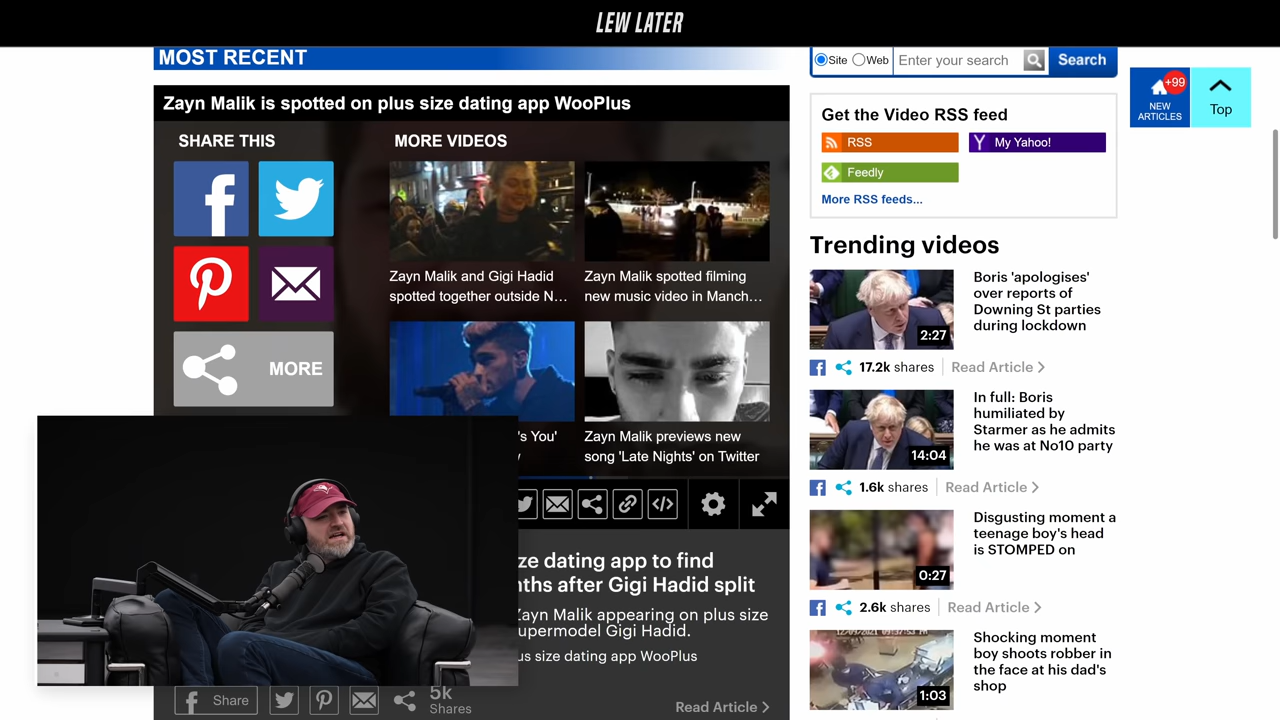 LEW LATER
MOST RECENT
Zayn Malik is spotted on plus size dating app WooPlus
SHARE THIS
MORE
MORE VIDEOS
Zayn Malik and Gigi Hadid
spotted together outside N...
Zayn Malik spotted filming
new music video in Manch...
's You'
Zayn Malik previews new
song 'Late Nights' on Twitter
ze dating app to find
ths after Gigi Hadid split
Zayn Malik appearing on plus size
upermodel Gigi Hadid.
us size dating app WooPlus
Share
5k
Shares
Read Article
Site
Web
Enter your search
Search
Get the Video RSS feed
RSS
My Yahoo!
Feedly
More RSS feeds...
Trending videos
2:27
Boris 'apologises'
over reports of
Downing St parties
during lockdown
17.2k shares
Read Article
14:04
In full: Boris
humiliated by
Starmer as he admits
he was at No10 party
1.6k shares
Read Article
0:27
Disgusting moment a
teenage boy's head
is STOMPED on
2.6k shares
Read Article
1:03
Shocking moment
boy shoots robber in
the face at his dad's
shop
+99
NEW
ARTICLES
Top